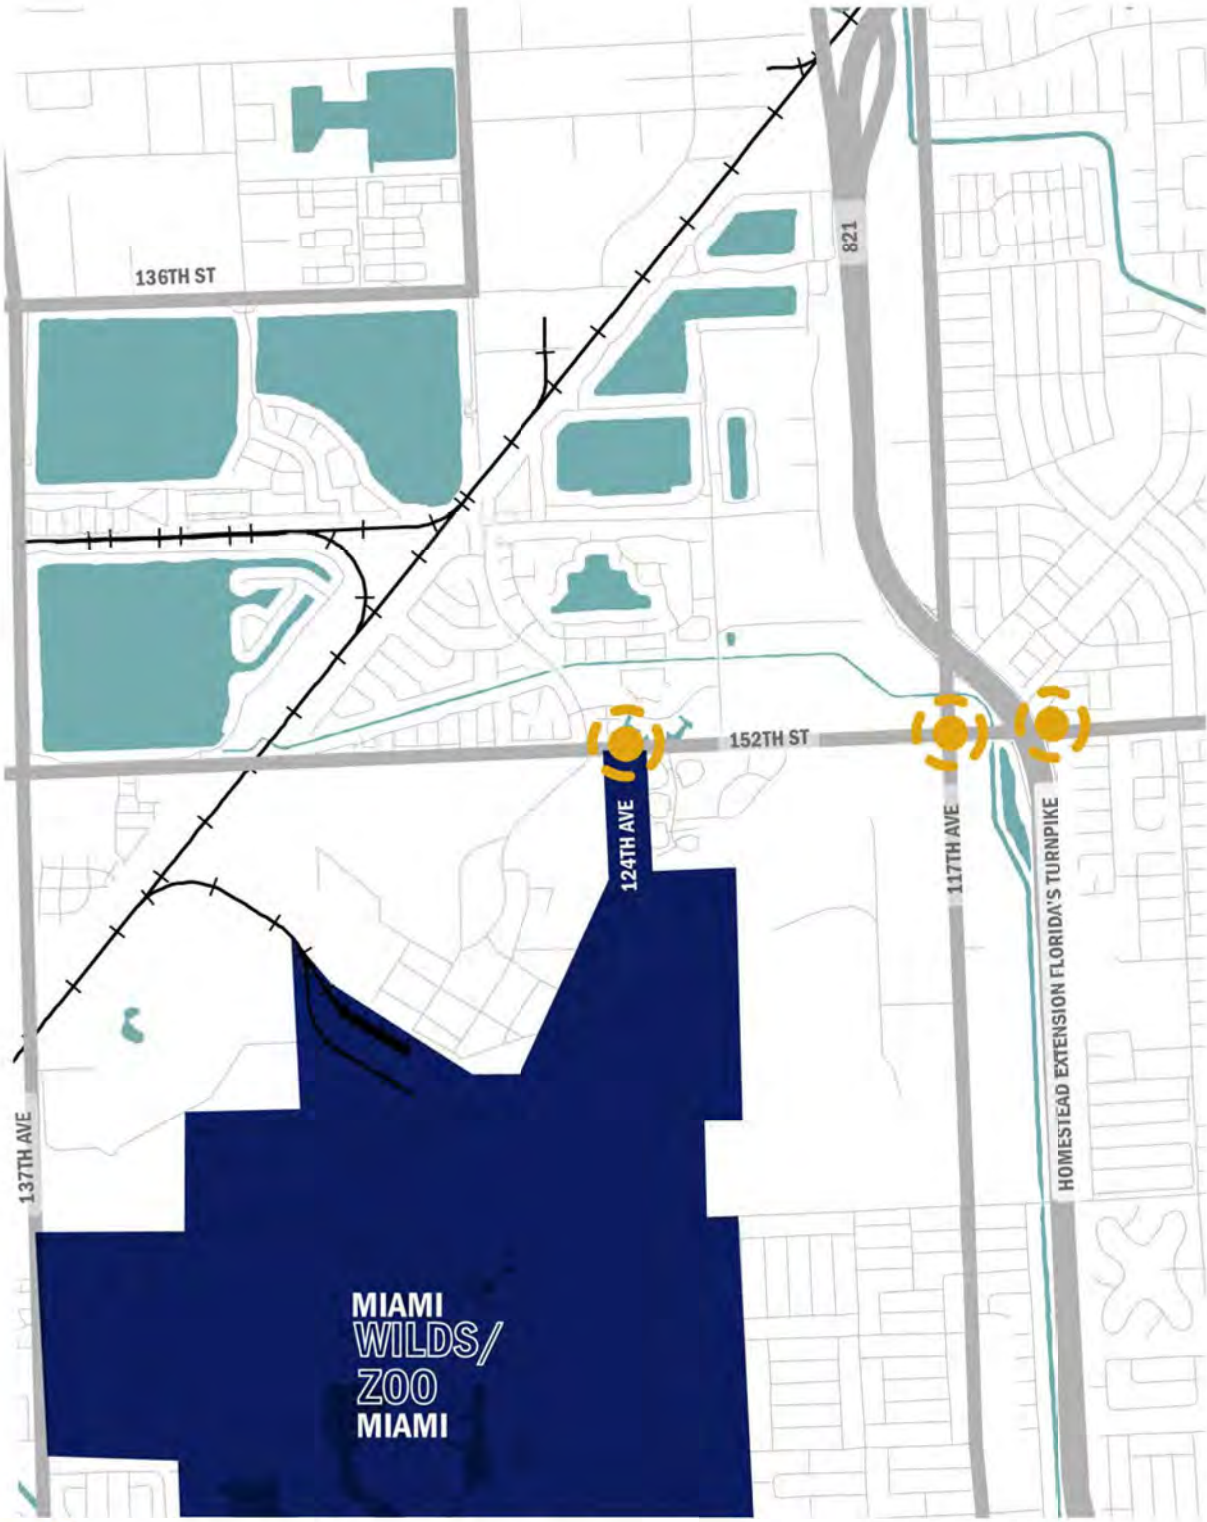 136TH ST
821
152TH ST
124TH AVE
117TH AVE
HOMESTEAD EXTENSION FLORIDA'S TURNPIKE
137TH AVE
MIAMI
WILDS/
ZOO
MIAMI